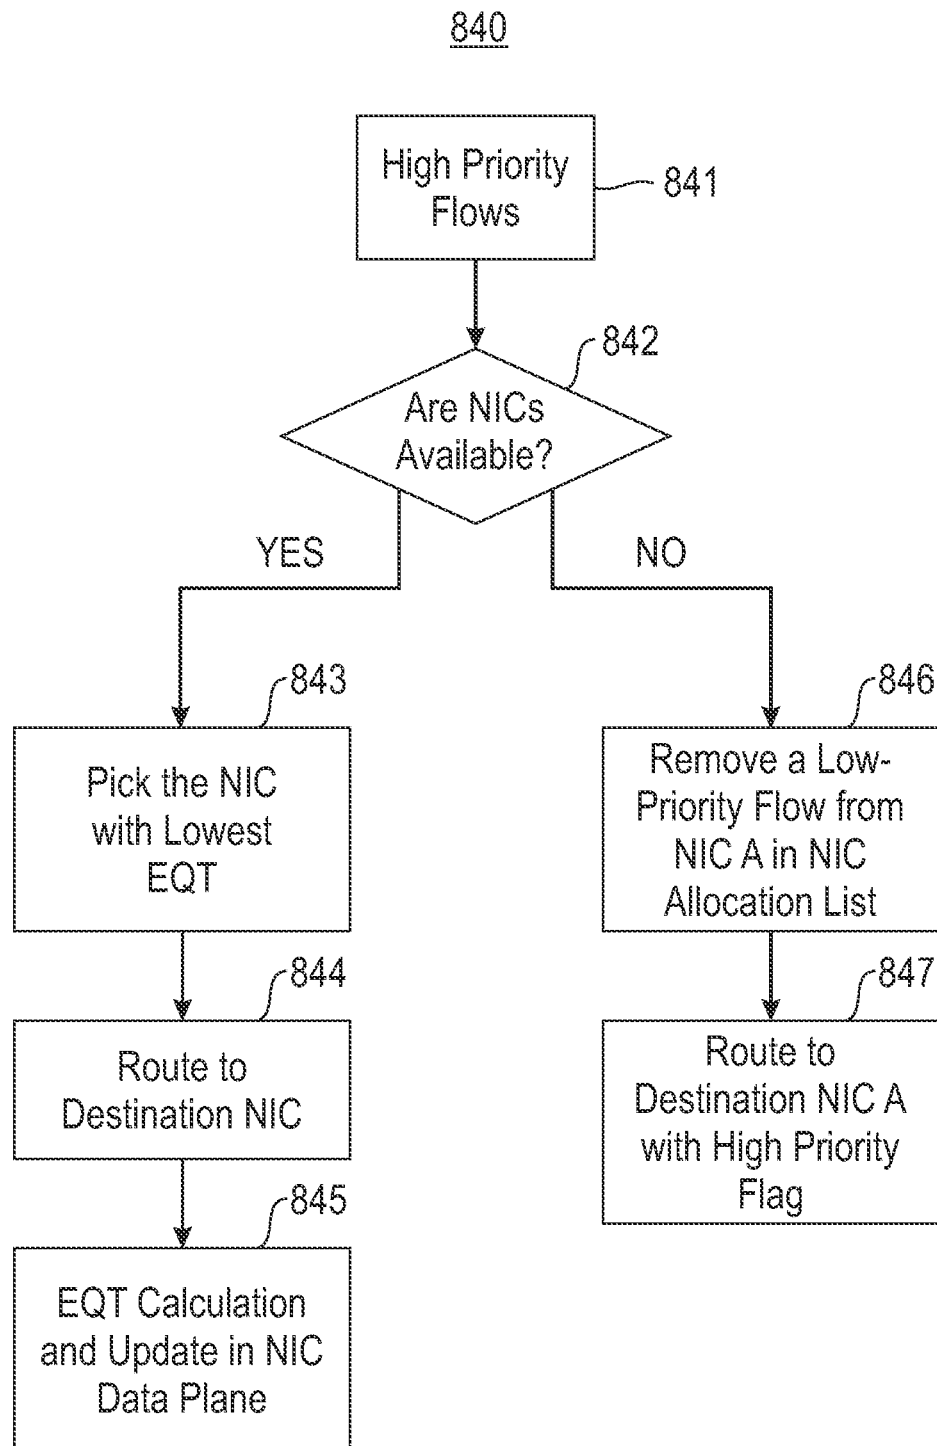 840
High Priority
Flows
841
842
Are NICs
Available?
YES
NO
843
Pick the NIC
with Lowest
EQT
846
Remove a Low-
Priority Flow from
NIC A in NIC
Allocation List
844
Route to
Destination NIC
847
Route to
Destination NIC A
with High Priority
Flag
845
EQT Calculation
and Update in NIC
Data Plane